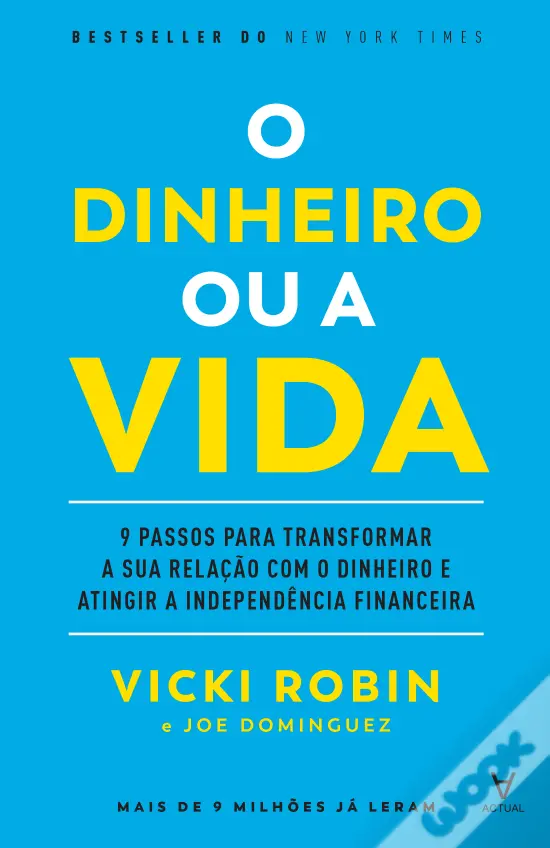 BESTSELLER DO NEW YORK TIMES
O
DINHEIRO
OU A
VIDA
9 PASSOS PARA TRANSFORMAR
A SUA RELAÇÃO COM O DINHEIRO E
ATINGIR A INDEPENDÊNCIA FINANCEIRA
VICKI ROBIN
e JOE DOMINGUEZ
MAIS DE 9 MILHÕES JÁ LERAM
ACTUAL
wook